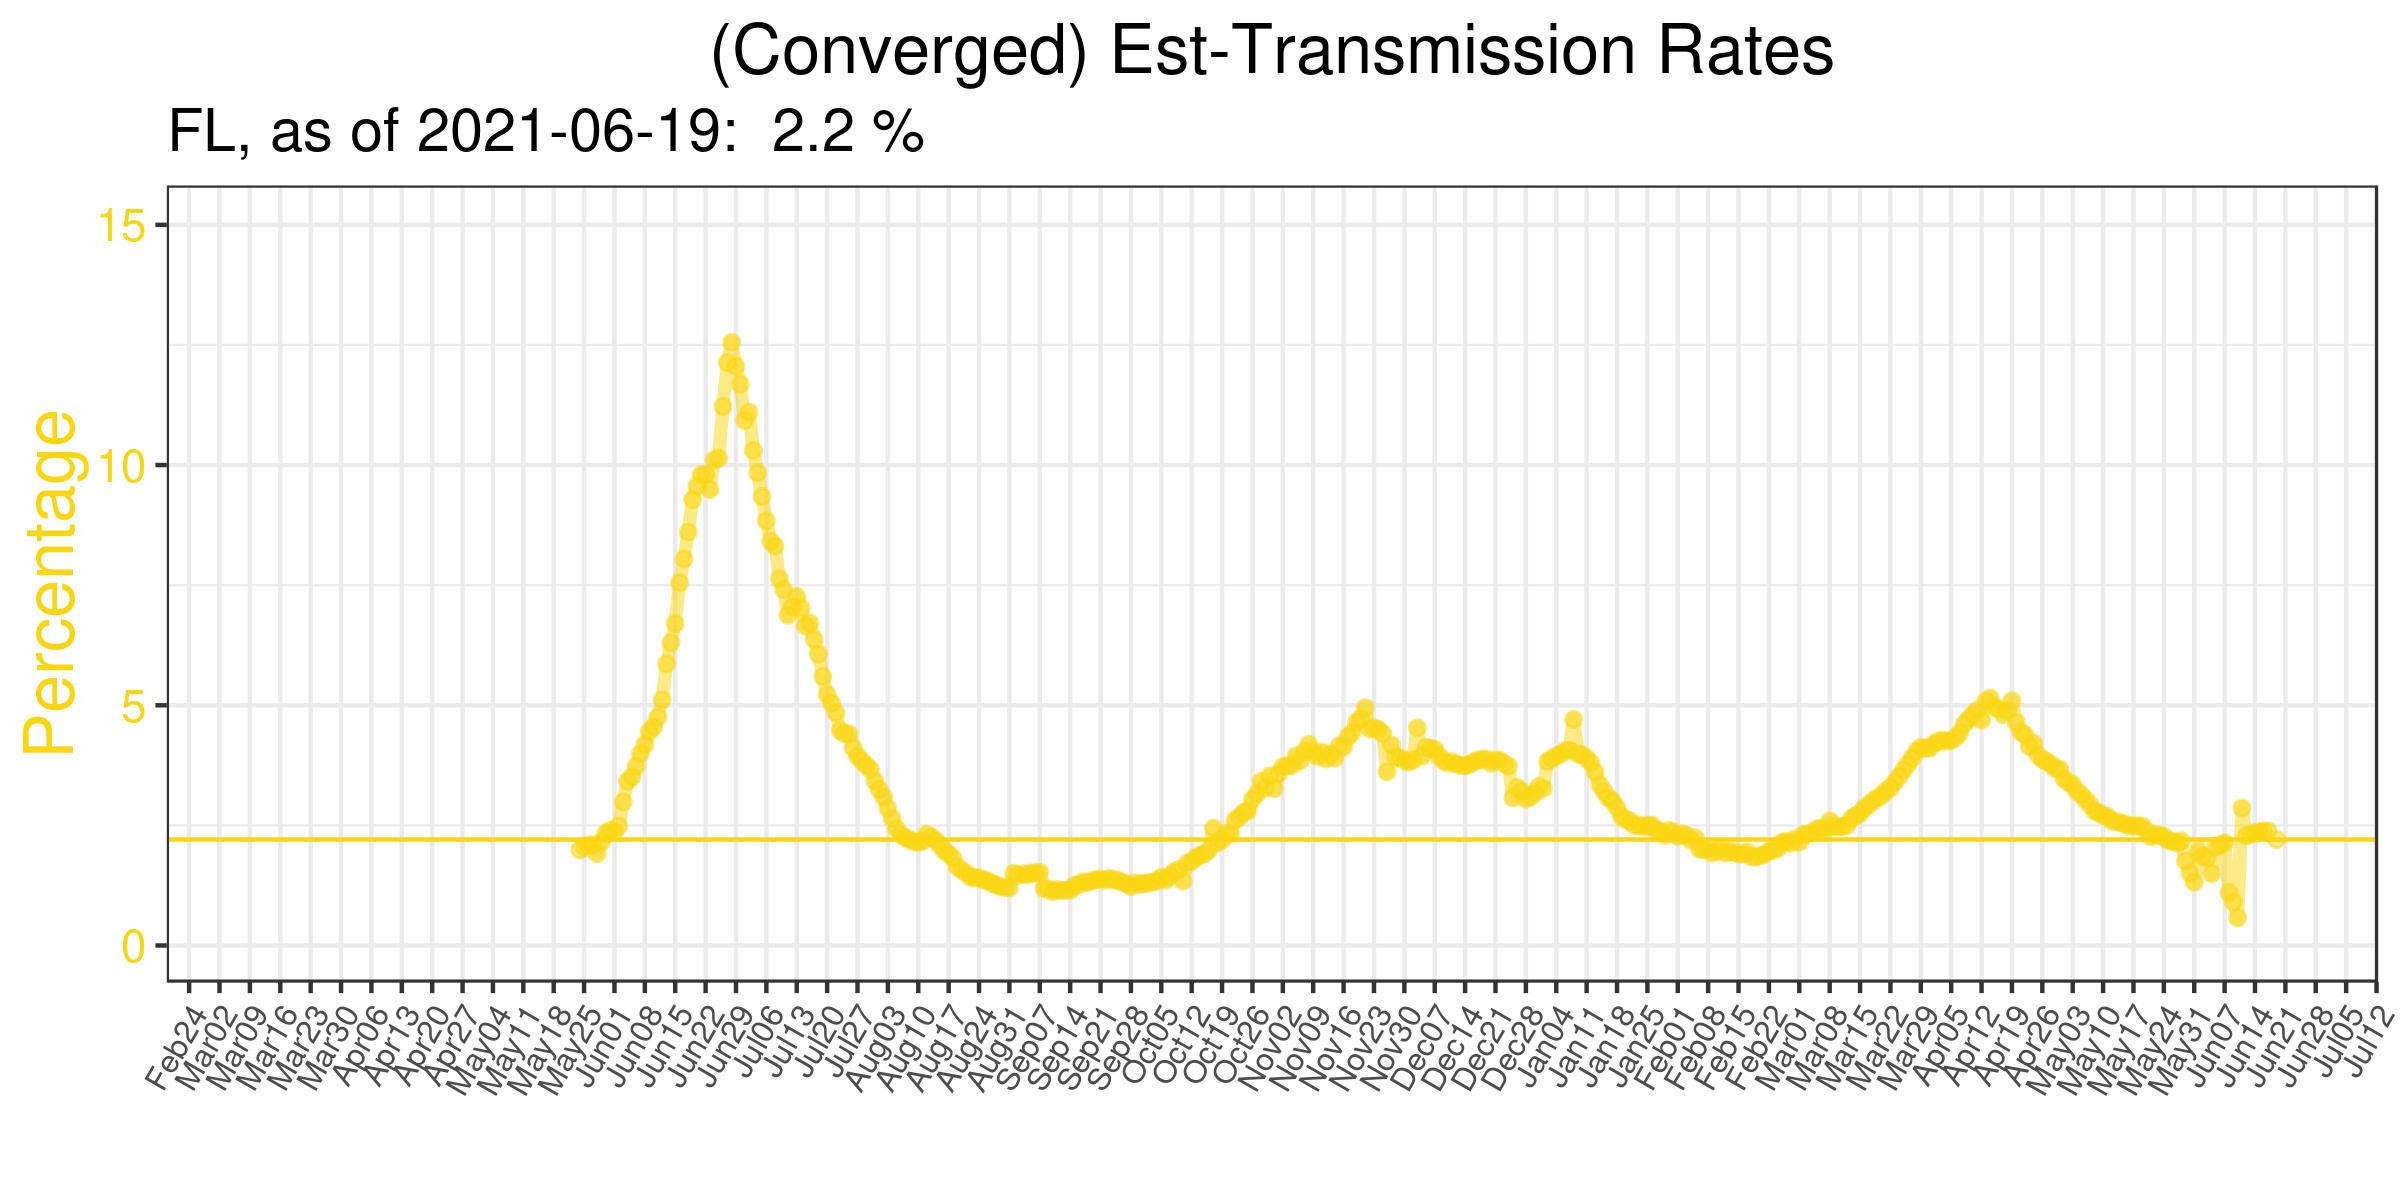 (Converged) Est-Transmission Rates
FL, as of 2021-06-19: 2.2 %
Percentage
15
10
5
0
Feb24
Mar02
Mar09
Mar16
Mar23
Mar30
Apr06
Apr13
Apr20
Apr27
May04
May11
May18
May25
Jun01
Jun08
Jun15
Jun22
Jun29
Jul06
Jul13
Jul20
Jul27
Aug03
Aug10
Aug17
Aug24
Aug31
Sep07
Sep14
Sep21
Sep28
Oct05
Oct12
Oct19
Oct26
Nov02
Nov09
Nov16
Nov23
Nov30
Dec07
Dec14
Dec21
Dec28
Jan04
Jan11
Jan18
Jan25
Feb01
Feb08
Feb15
Feb22
Mar01
Mar08
Mar15
Mar22
Mar29
Apr05
Apr12
Apr19
Apr26
May03
May10
May17
May24
May31
Jun07
Jun14
Jun21
Jun28
Jul05
Jul12